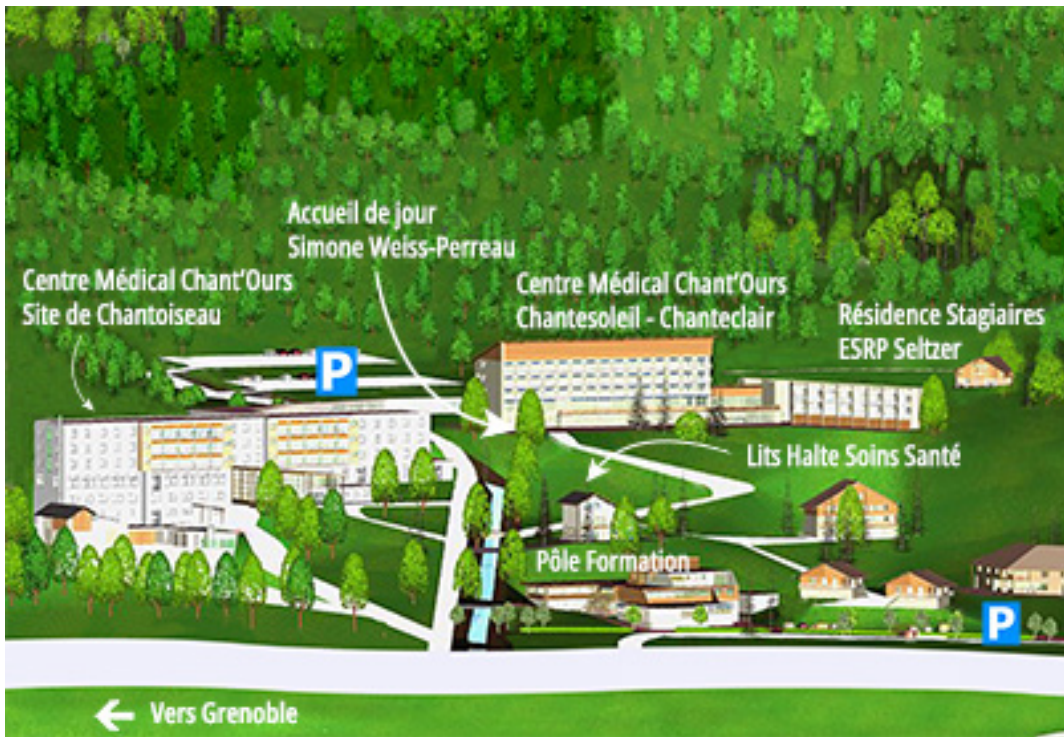 Accueil de jour
Simone Weiss-Perreau
Centre Médical Chant'Ours
Site de Chantoiseau
Centre Médical Chant'Ours
Chantesoleil - Chanteclair
Résidence Stagiaires
ESRP Seltzer
P
Lits Halte Soins Santé
Pôle Formation
P
Vers Grenoble